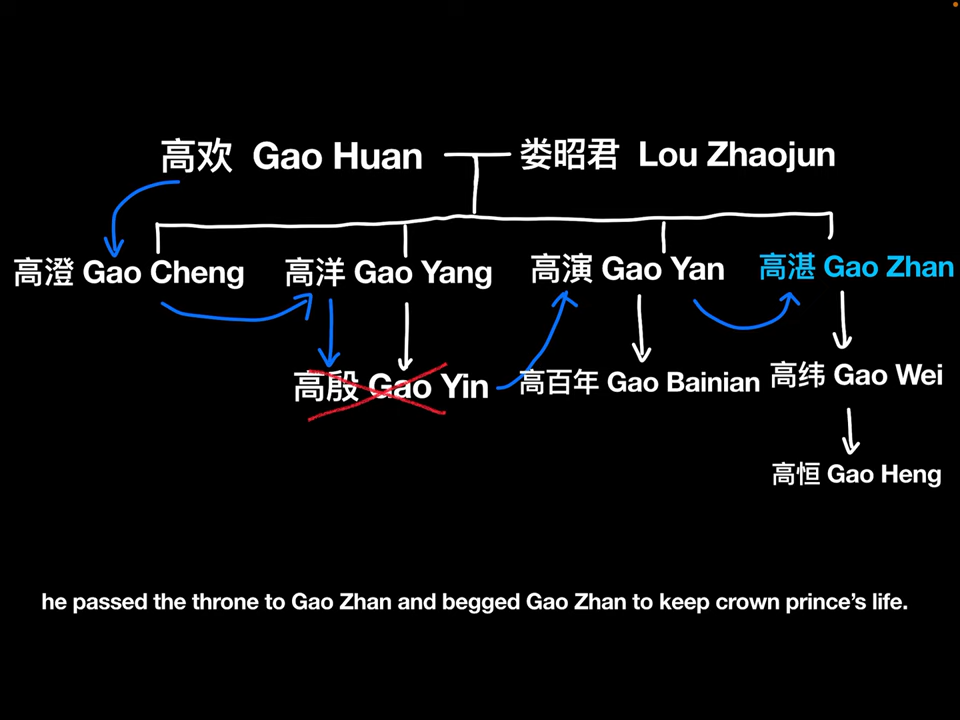 高欢 Gao Huan
娄昭君 Lou Zhaojun
高澄 Gao Cheng
高洋 Gao Yang
高演 Gao Yan
高湛 Gao Zhan
高殷 Gao Yin
高百年 Gao Bainian
高纬 Gao Wei
高恒 Gao Heng
he passed the throne to Gao Zhan and begged Gao Zhan to keep crown prince’s life.